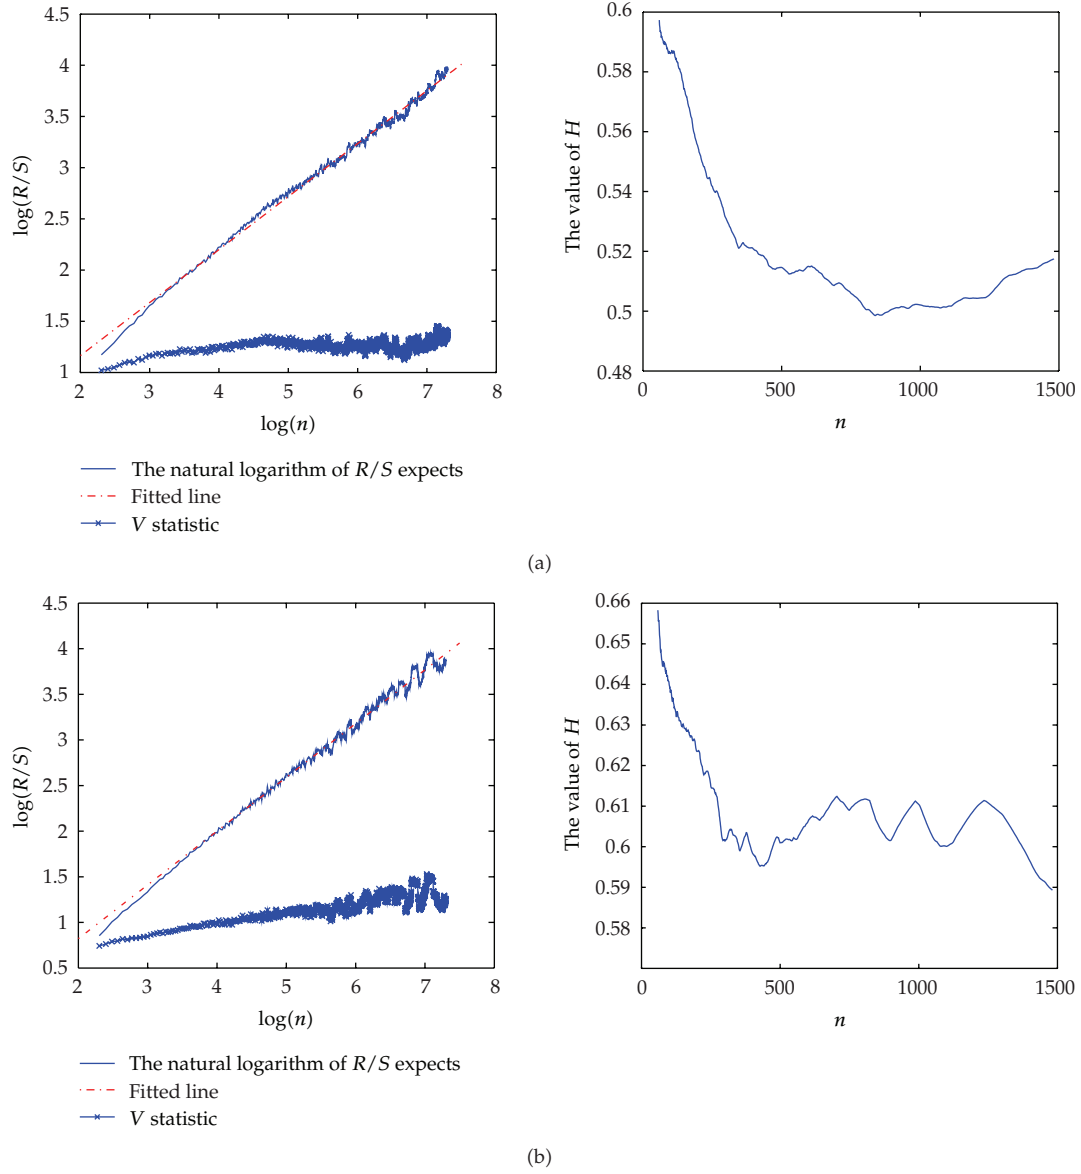 4.5
4
3.5
3
2.5
2
1.5
1
log(R/S)
2 3 4 5 6 7 8
log(n)
The natural logarithm of R/S expects
Fitted line
V statistic
0.6
0.58
0.56
0.54
0.52
0.5
0.48
The value of H
0 500 1000 1500
n
(a)
4.5
4
3.5
3
2.5
2
1.5
1
0.5
log(R/S)
2 3 4 5 6 7 8
log(n)
The natural logarithm of R/S expects
Fitted line
V statistic
0.66
0.65
0.64
0.63
0.62
0.61
0.6
0.59
0.58
The value of H
0 500 1000 1500
n
(b)